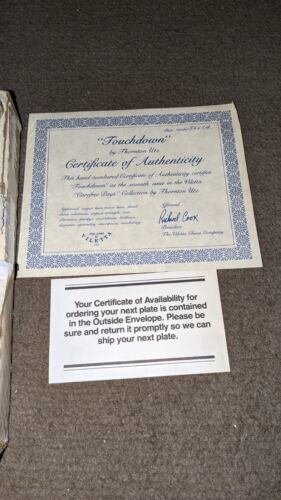 "Touchdown"
by Thornton Utz
Certificate of Authenticity
This hand numbered Certificate of Authenticity certifies
"Touchdown" as the seventh issue in the Viletta
"Carefree Days" Collection by Thornton Utz
Affirmed
Richard Cook
President
The Viletta China Company
VILETTA
Your Certificate of Availability for
ordering your next plate is contained
in the Outside Envelope. Please be
sure and return it promptly so we can
ship your next plate.